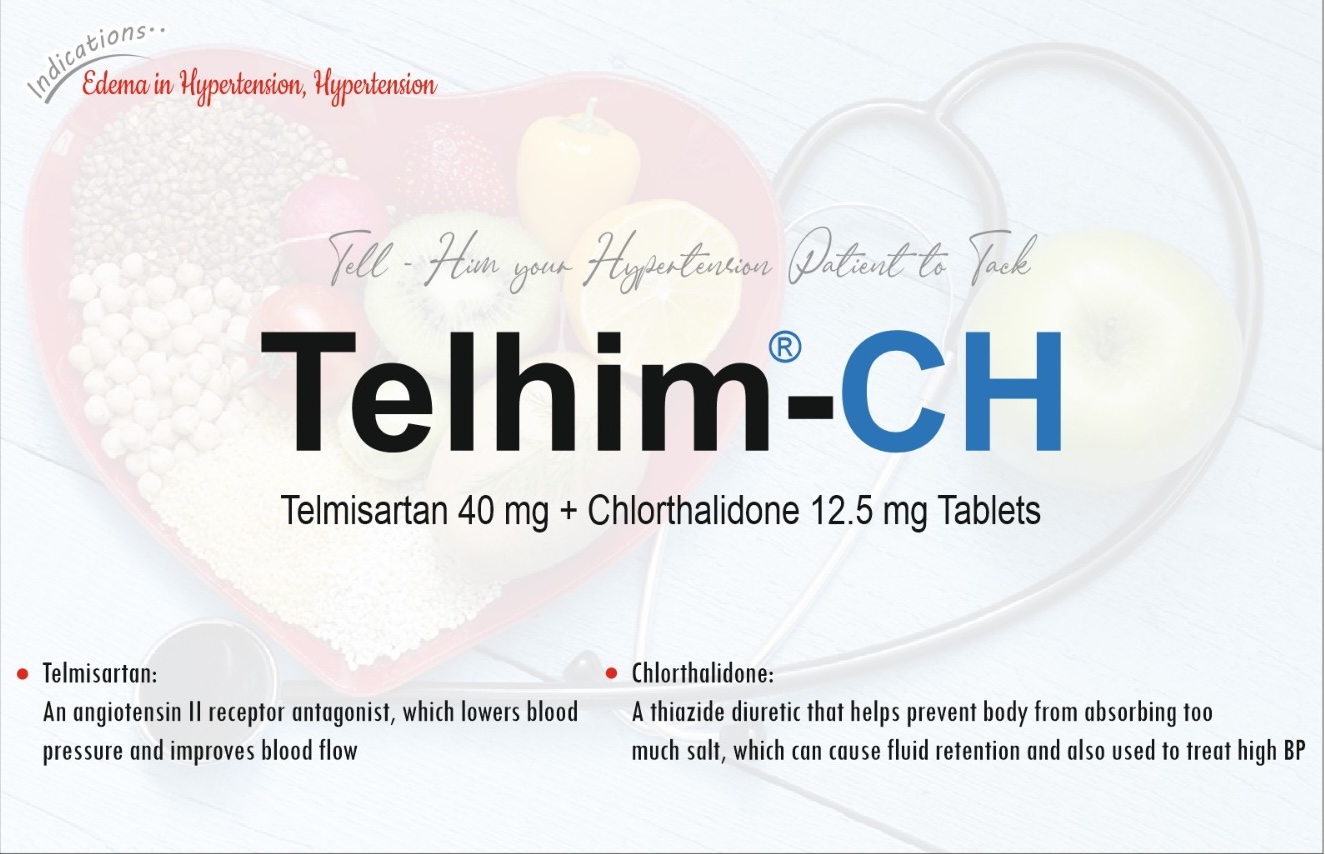 Indications..
Edema in Hypertension, Hypertension
Tell - Him your Hypertension Patient to Tack
Telhim®-CH
Telmisartan 40 mg + Chlorthalidone 12.5 mg Tablets
• Telmisartan:
An angiotensin II receptor antagonist, which lowers blood
pressure and improves blood flow
• Chlorthalidone:
A thiazide diuretic that helps prevent body from absorbing too
much salt, which can cause fluid retention and also used to treat high BP